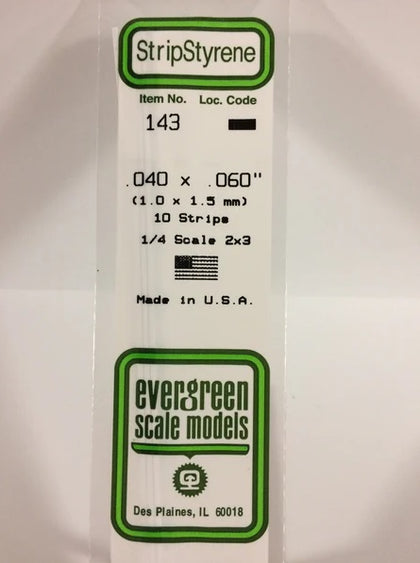 StripStyrene
Item No. Loc. Code
143
.040 x .060"
(1.0 x 1.5 mm)
10 Strips
1/4 Scale 2x3
Made in U.S.A.
evergreen
scale models
Des Plaines, IL 60018